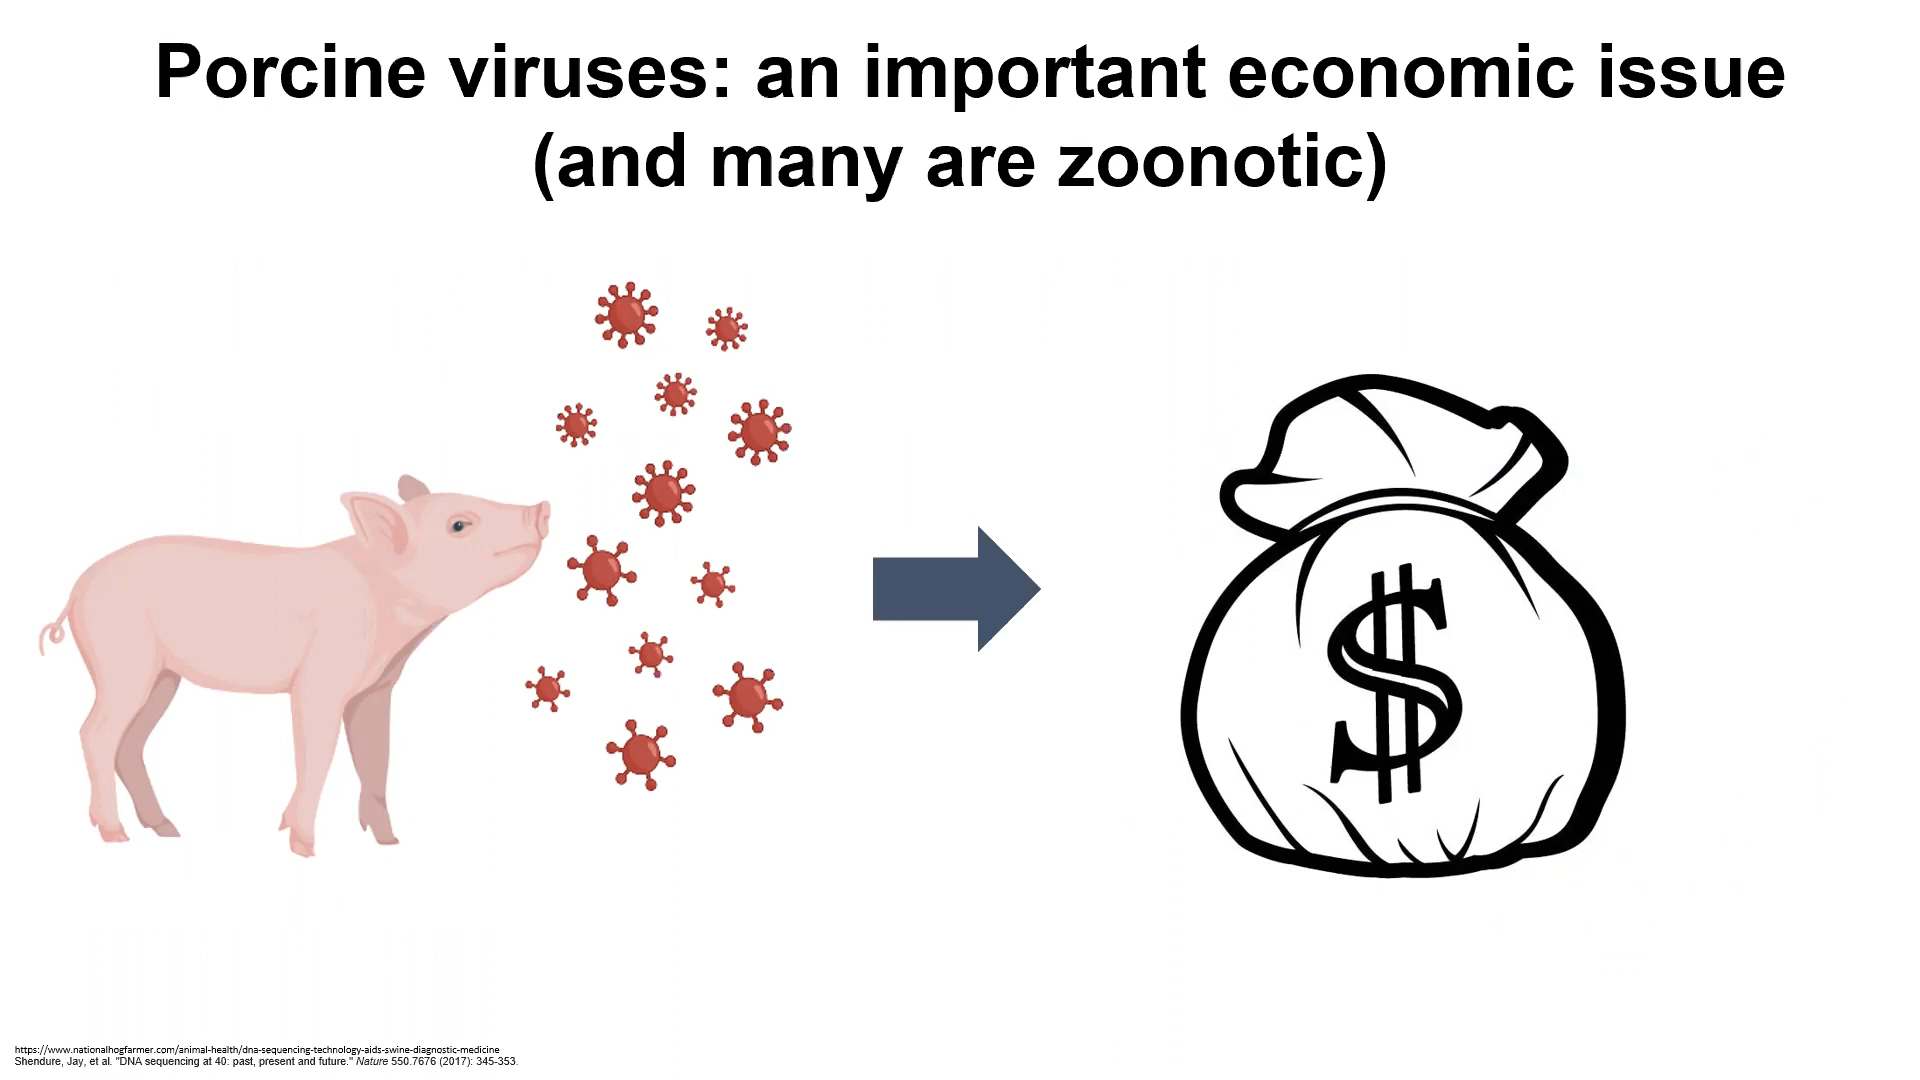 Porcine viruses: an important economic issue
(and many are zoonotic)
$
https://www.nationalhogfarmer.com/animal-health/dna-sequencing-technology-aids-swine-diagnostic-medicine
Shendure, Jay, et al. "DNA sequencing at 40: past, present and future." Nature 550.7676 (2017): 345-353.